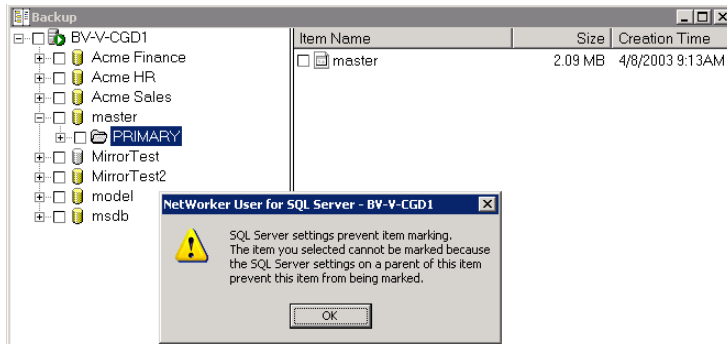 Backup
BV-V-CGD1
Item Name Size Creation Time
Acme Finance
master 2.09 MB 4/8/2003 9:13AM
Acme HR
Acme Sales
master
PRIMARY
MirrorTest
MirrorTest2
model
msdb
NetWorker User for SQL Server - BV-V-CGD1
SQL Server settings prevent item marking.
The item you selected cannot be marked because
the SQL Server settings on a parent of this item
prevent this item from being marked.
OK